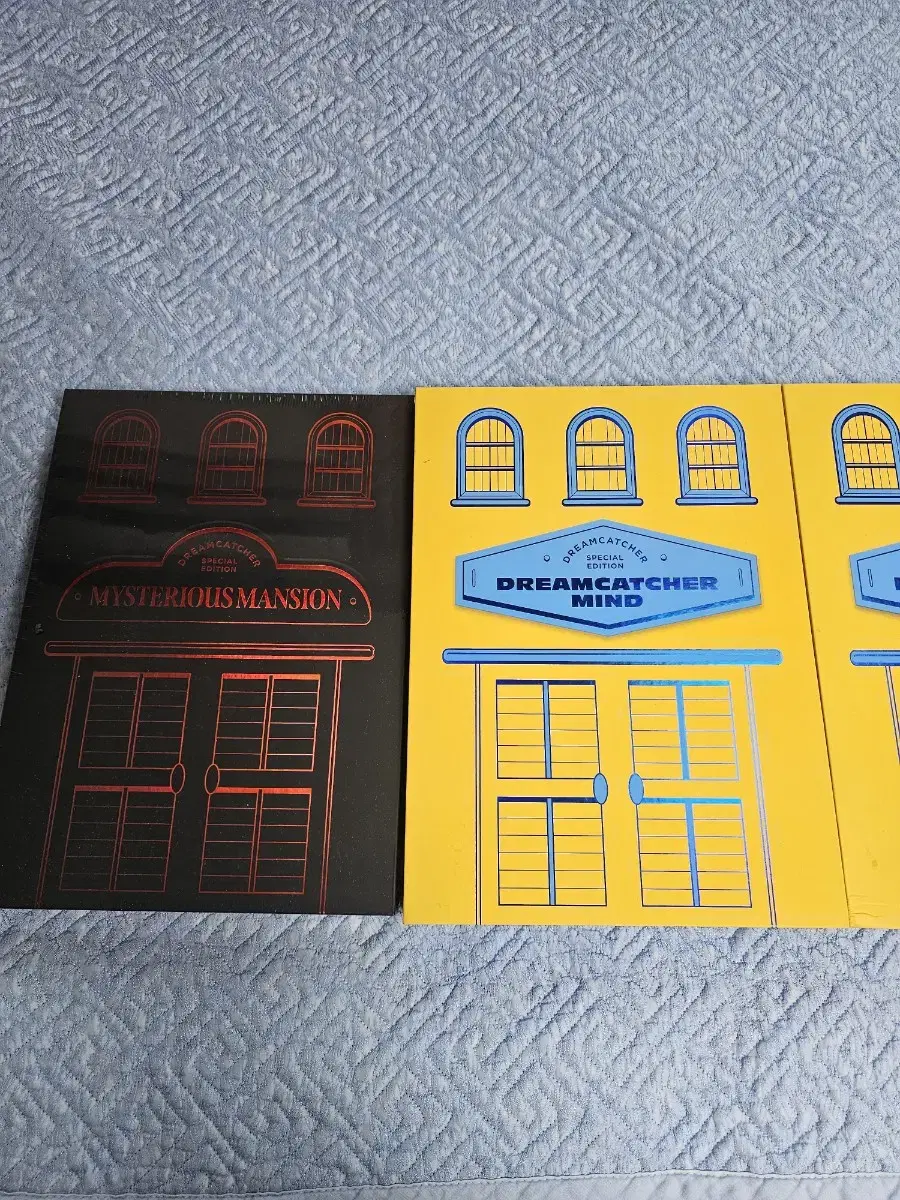 DREAMCATCHER
SPECIAL
EDITION
MYSTERIOUS MANSION
DREAMCATCHER
SPECIAL
EDITION
DREAMCATCHER
MIND